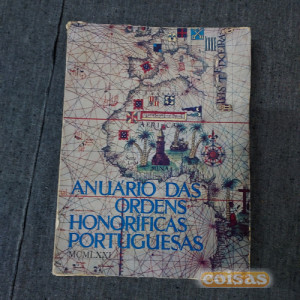 ANUÁRIO DAS
ORDENS
HONORÍFICAS
PORTUGUESAS
MCMLXXI
coisas